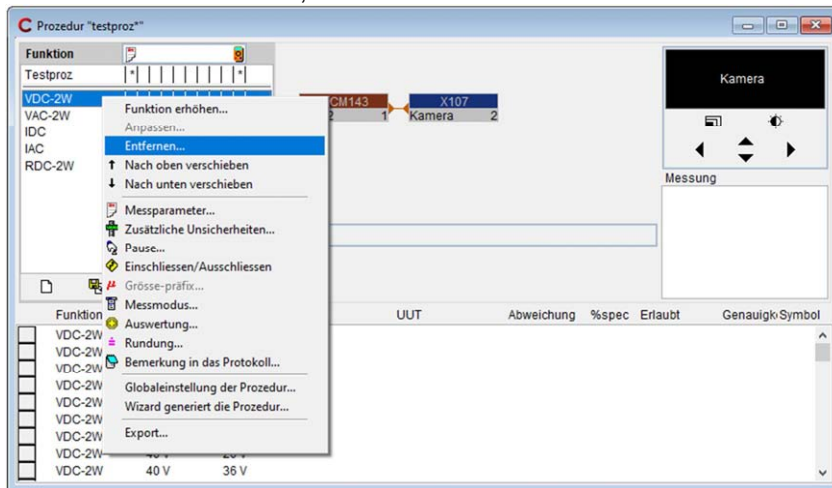 Prozedur "testproz*"
Funktion
Testproz
VDC-2W
VAC-2W
IDC
IAC
RDC-2W
Funktion erhöhen...
Anpassen...
Entfernen...
Nach oben verschieben
Nach unten verschieben
Messparameter...
Zusätzliche Unsicherheiten...
Pause...
Einschliessen/Ausschliessen
Grösse-präfix...
Messmodus...
Auswertung...
Rundung...
Bemerkung in das Protokoll...
Globaleinstellung der Prozedur...
Wizard generiert die Prozedur...
Export...
CM143 X107
1 Kamera 2
Kamera
Messung
Funktion UUT Abweichung %spec Erlaubt Genauigk Symbol
VDC-2W
VDC-2W
VDC-2W
VDC-2W
VDC-2W
VDC-2W
VDC-2W
VDC-2W
VDC-2W 40 V 36 V